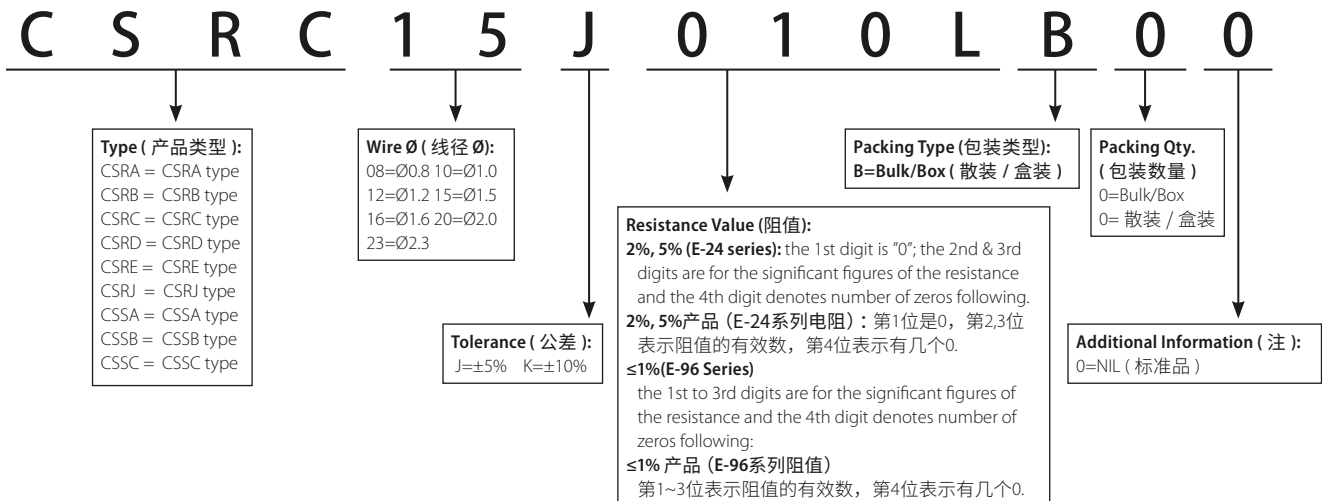 C S R C 1 5 J 0 1 0 L B 0 0
Type ( 产品类型 ):
CSRA = CSRA type
CSRB = CSRB type
CSRC = CSRC type
CSRD = CSRD type
CSRE = CSRE type
CSRJ = CSRJ type
CSSA = CSSA type
CSSB = CSSB type
CSSC = CSSC type
Wire Ø ( 线径 Ø):
08=Ø0.8 10=Ø1.0
12=Ø1.2 15=Ø1.5
16=Ø1.6 20=Ø2.0
23=Ø2.3
Tolerance ( 公差 ):
J=±5% K=±10%
Resistance Value (阻值):
2%, 5% (E-24 series): the 1st digit is "0"; the 2nd & 3rd
digits are for the significant figures of the resistance
and the 4th digit denotes number of zeros following.
2%, 5%产品（E-24系列电阻）：第1位是0，第2,3位
表示阻值的有效数，第4位表示有几个0.
≤1%(E-96 Series)
the 1st to 3rd digits are for the significant figures of
the resistance and the 4th digit denotes number of
zeros following:
≤1% 产品（E-96系列阻值）
第1~3位表示阻值的有效数，第4位表示有几个0.
Packing Type (包装类型):
B=Bulk/Box ( 散装 / 盒装 )
Packing Qty.
( 包装数量 )
0=Bulk/Box
0= 散装 / 盒装
Additional Information ( 注 ):
0=NIL ( 标准品 )